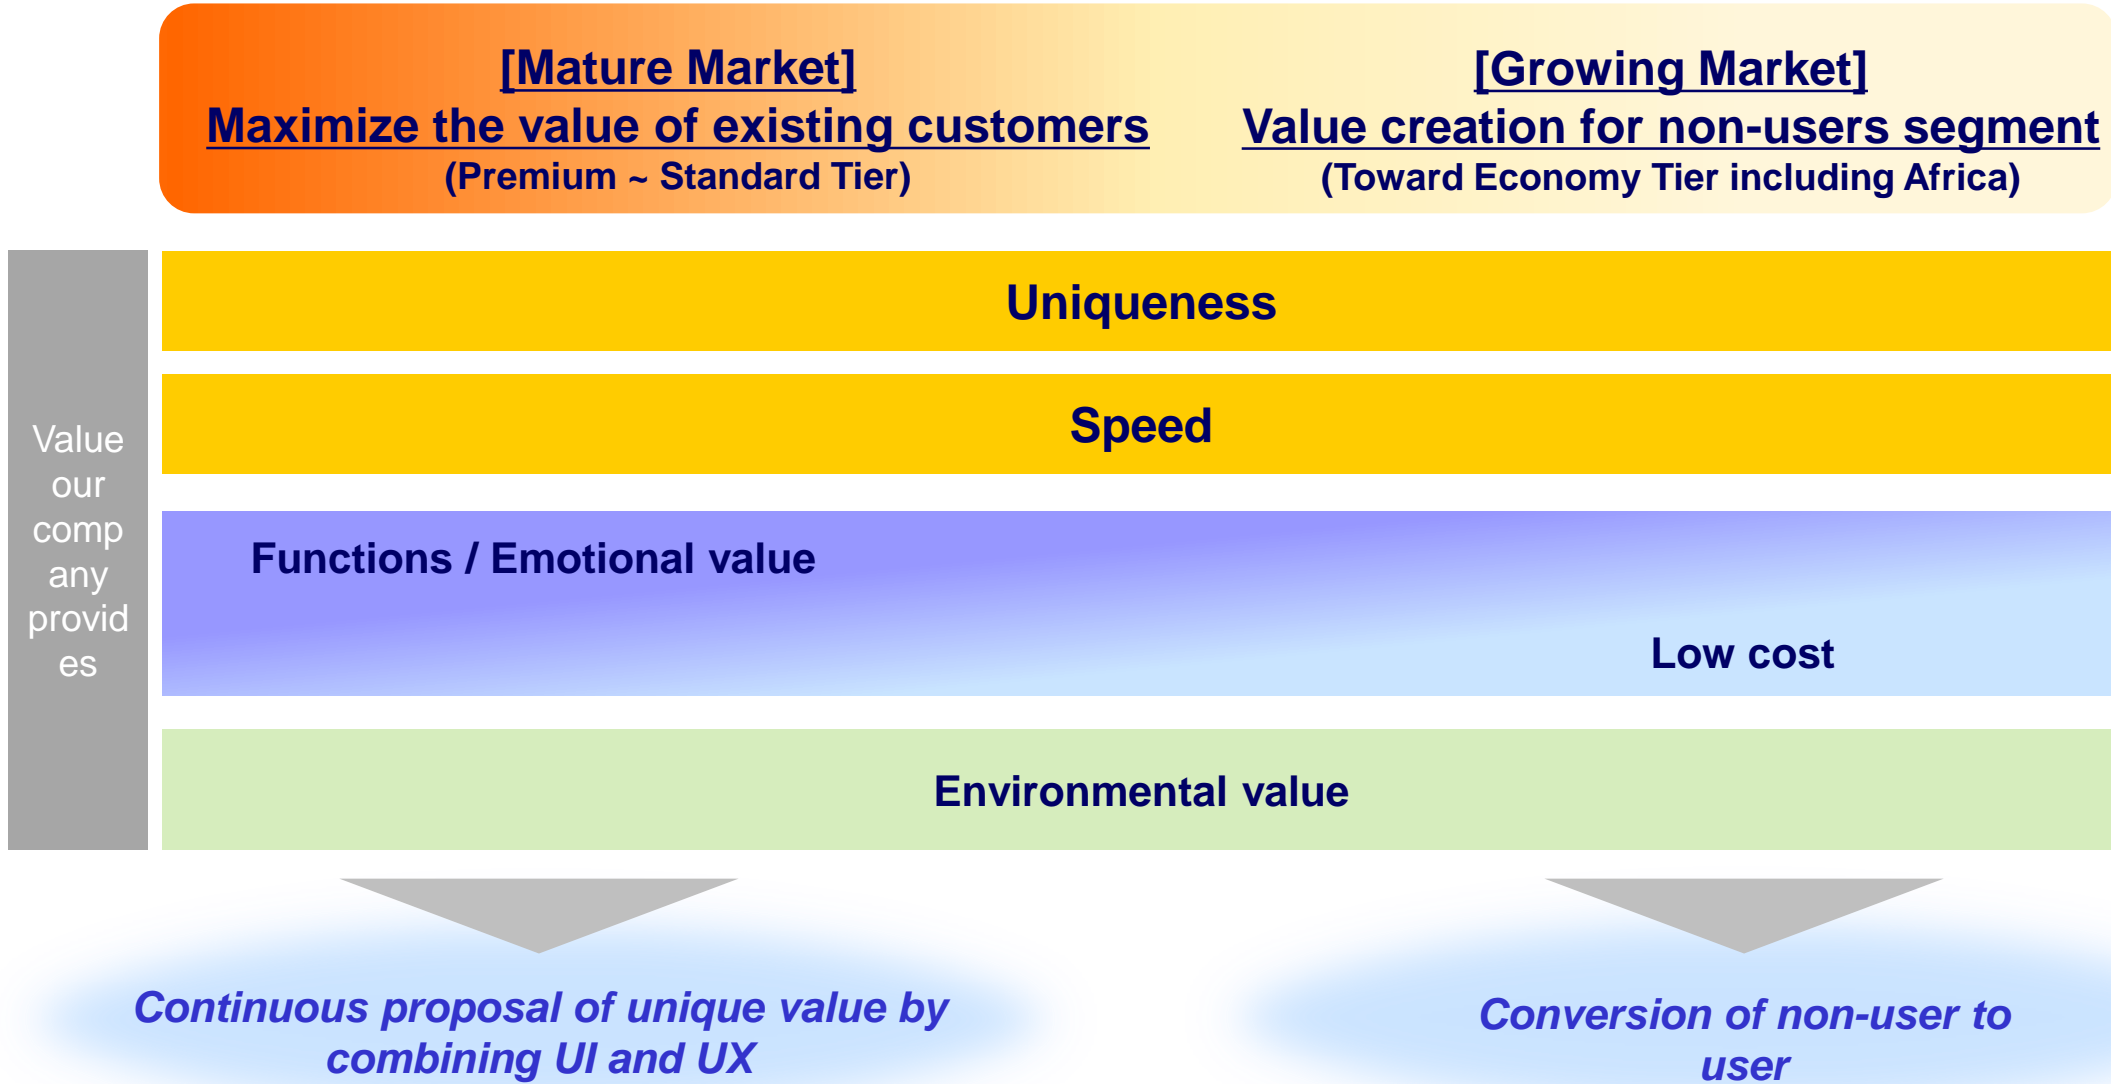 [Mature Market]
Maximize the value of existing customers
(Premium ~ Standard Tier)
[Growing Market]
Value creation for non-users segment
(Toward Economy Tier including Africa)
Value
our
comp
any
provid
es
Uniqueness
Speed
Functions / Emotional value
Low cost
Environmental value
Continuous proposal of unique value by
combining UI and UX
Conversion of non-user to
user